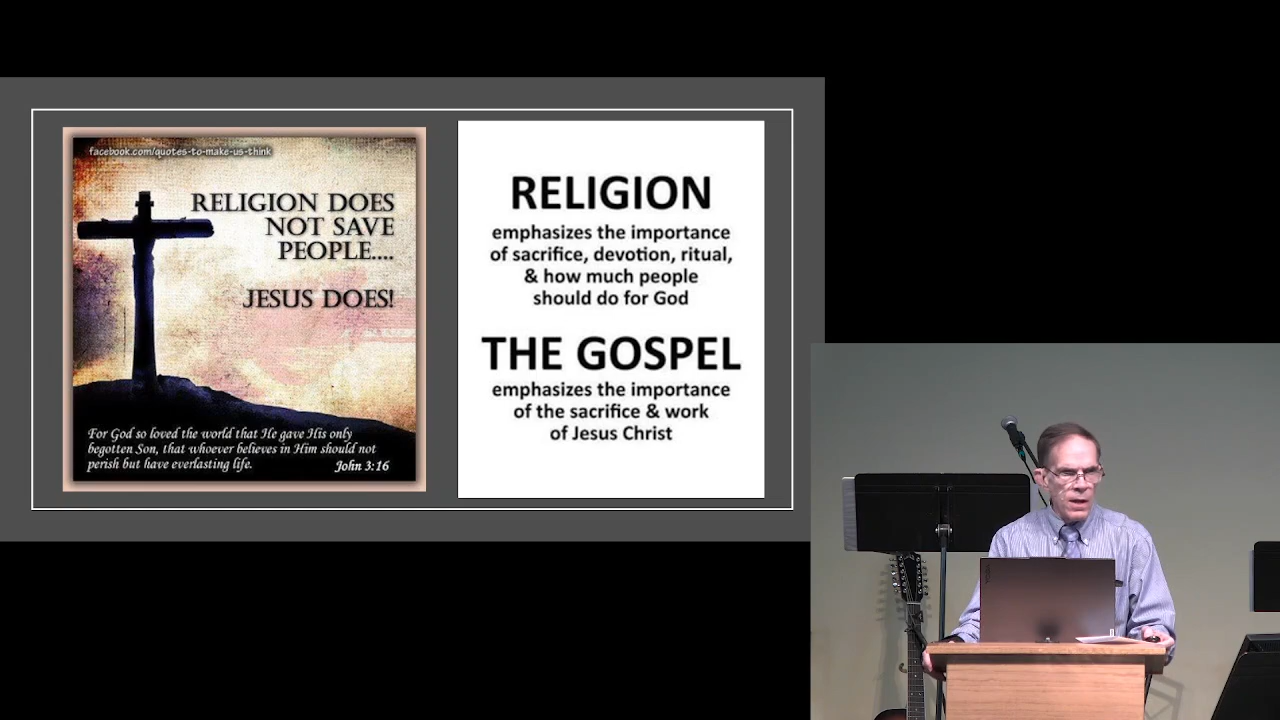 facebook.com/quotes-to-make-us-think
RELIGION DOES
NOT SAVE
PEOPLE....
JESUS DOES!
For God so loved the world that He gave His only
begotten Son, that whoever believes in Him should not
perish but have everlasting life.
John 3:16
RELIGION
emphasizes the importance
of sacrifice, devotion, ritual,
& how much people
should do for God
THE GOSPEL
emphasizes the importance
of the sacrifice & work
of Jesus Christ